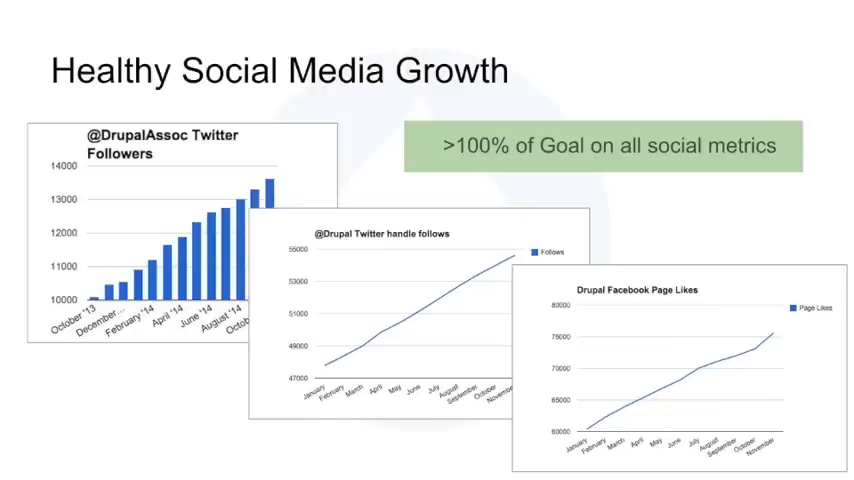 Healthy Social Media Growth
>100% of Goal on all social metrics
@DrupalAssoc Twitter
Followers
14000
13000
12000
11000
10000
October '13
December...
February '14
April '14
June '14
August '14
Octob
@Drupal Twitter handle follows
55000
53000
51000
49000
47000
Follows
January
February
March
April
May
June
July
August
September
October
November
Drupal Facebook Page Likes
80000
75000
70000
65000
60000
Page Likes
January
February
March
April
May
June
July
August
September
October
November